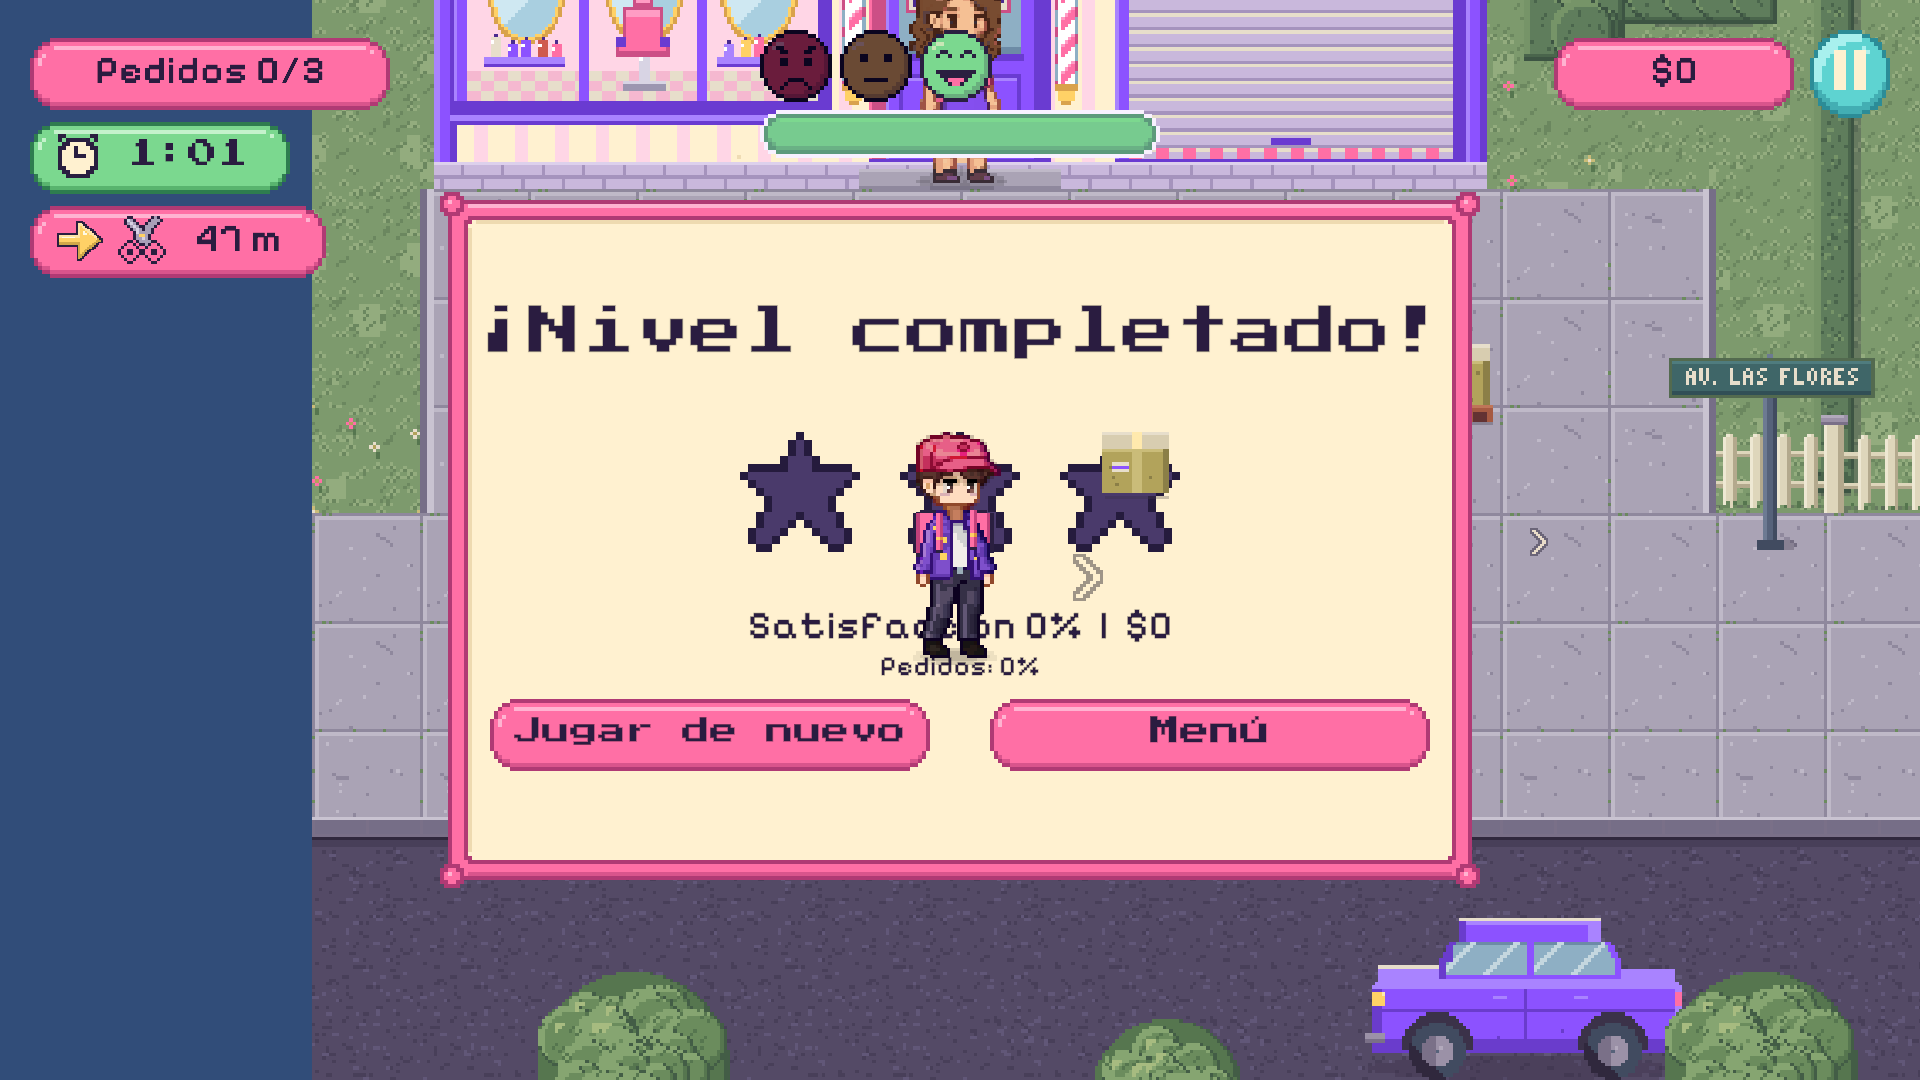 Pedidos 0/3
$0
1:01
47 m
¡Nivel completado!
AV. LAS FLORES
Satisfac n 0% | $0
Pedidos: 0%
Jugar de nuevo
Menú